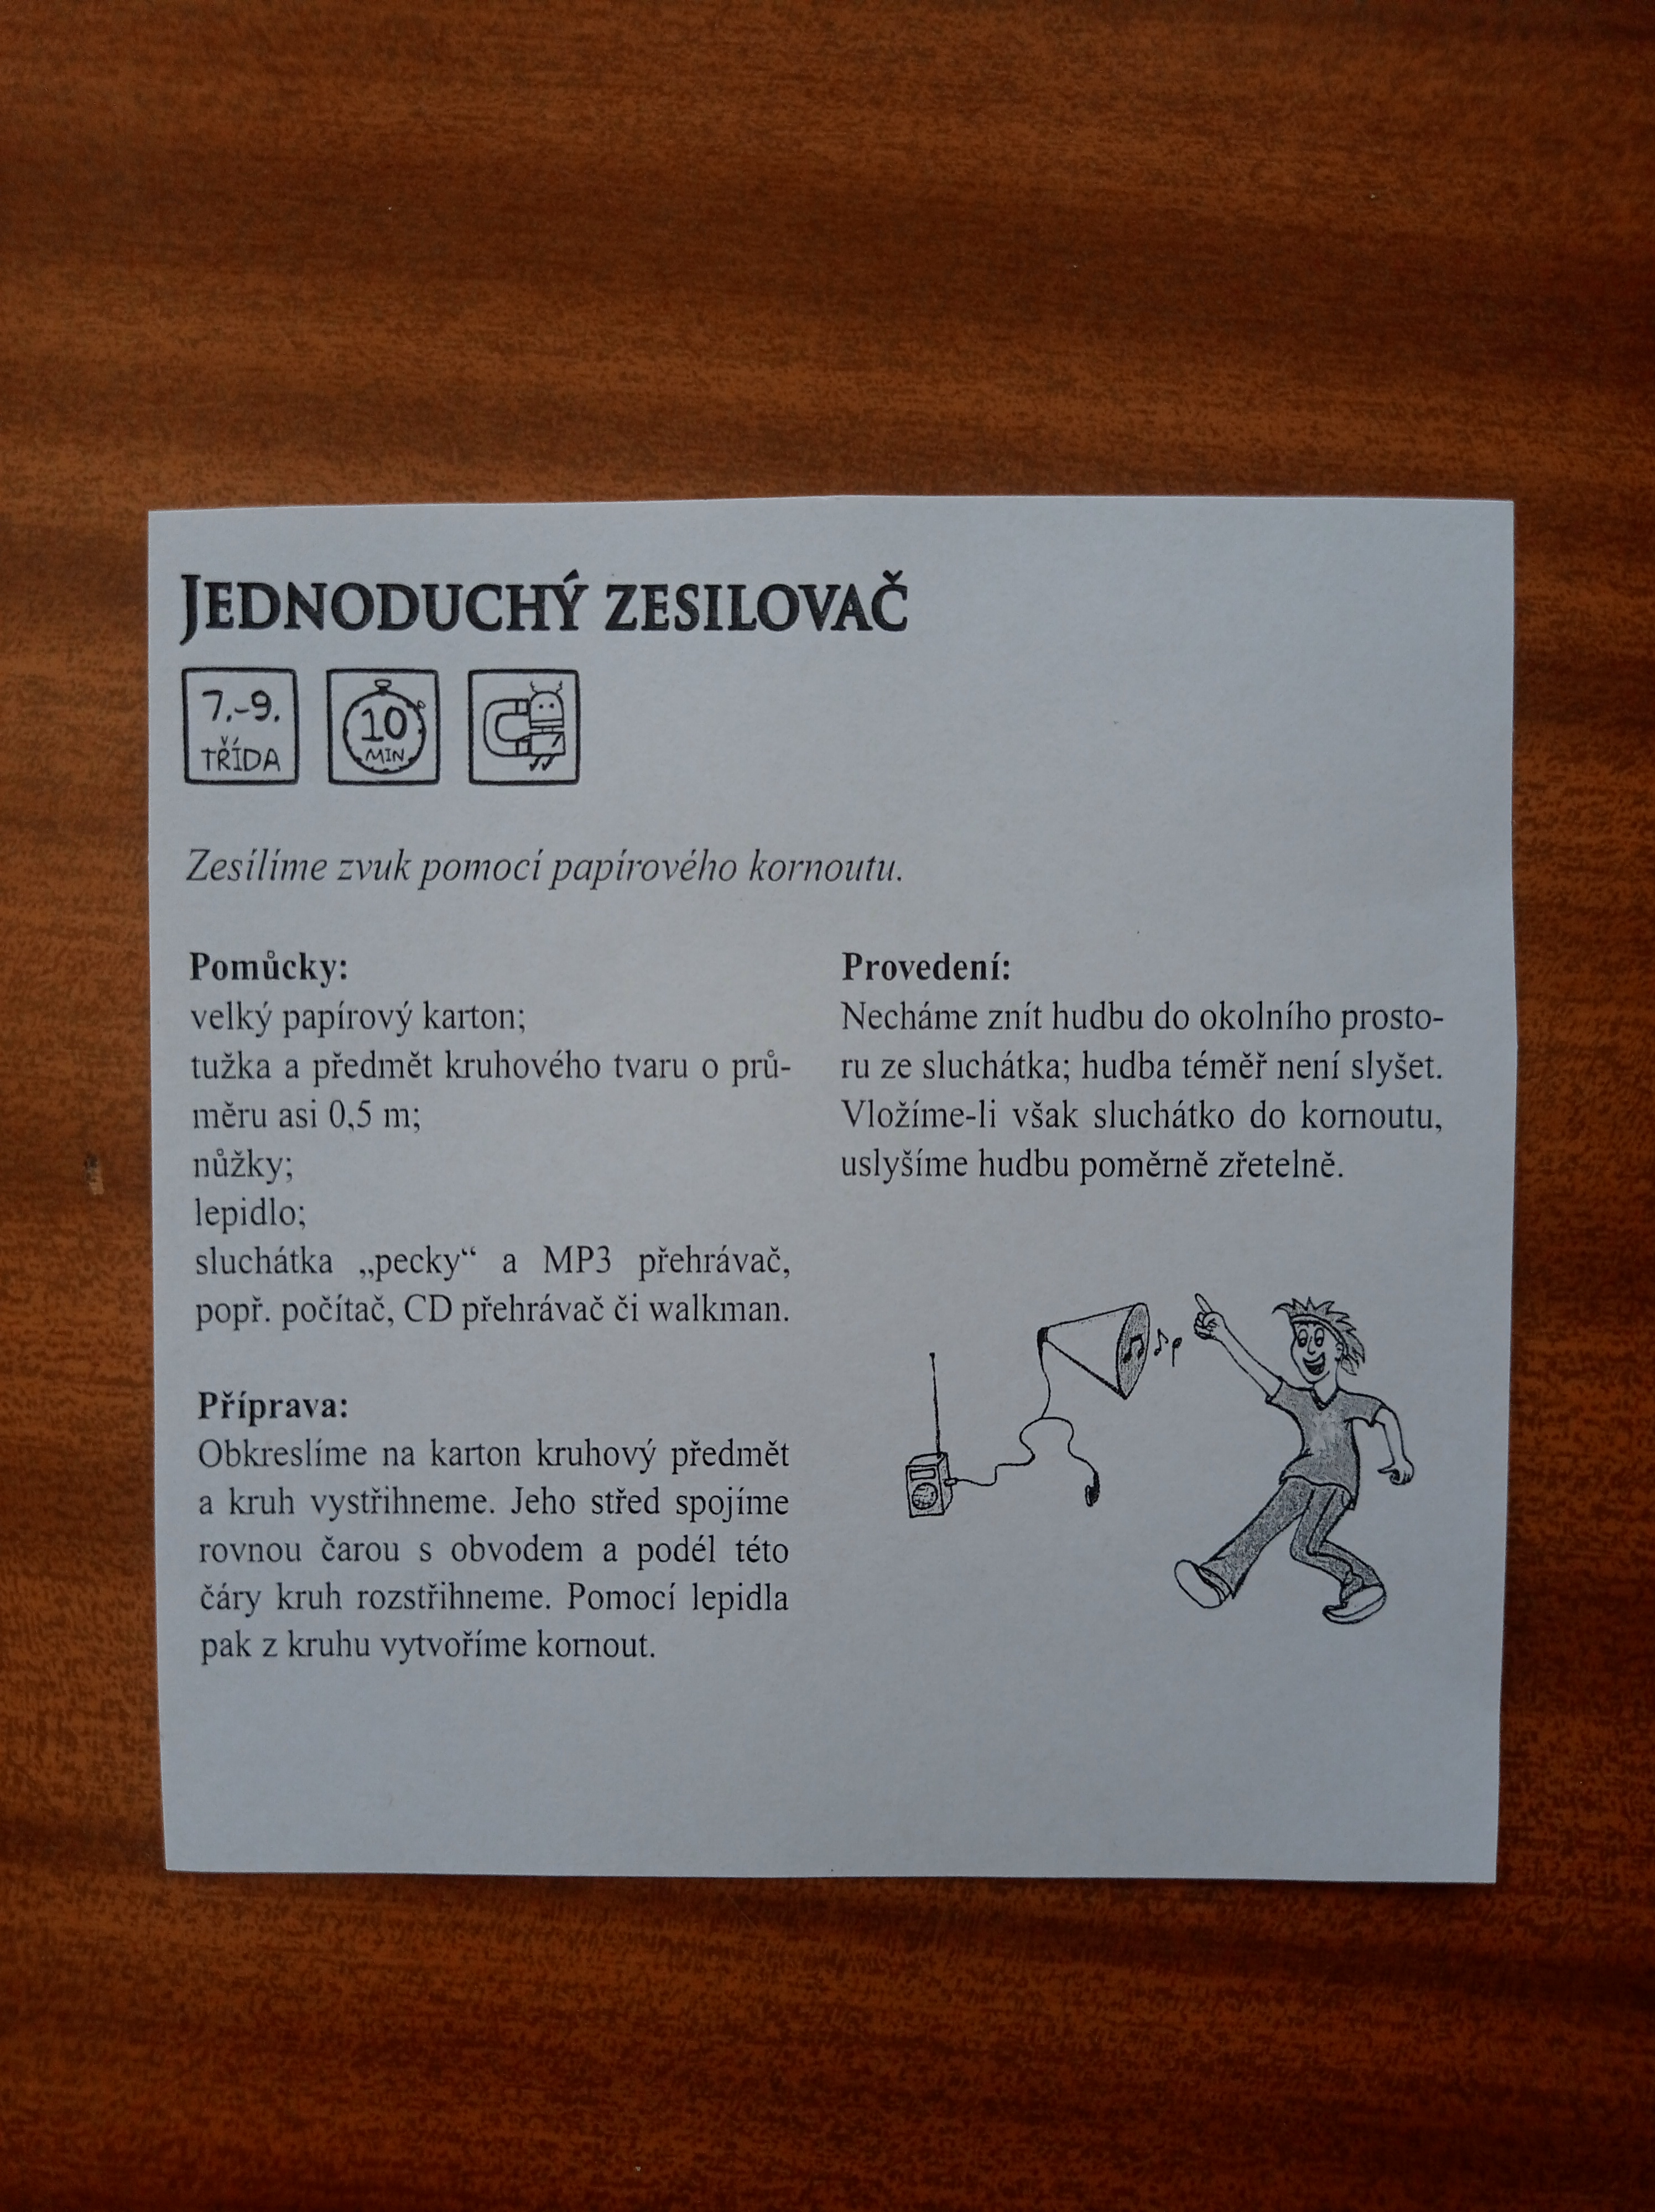 JEDNODUCHÝ ZESILOVAČ
7.-9.
TŘÍDA
10
MIN
Zesílíme zvuk pomocí papírového kornoutu.
Pomůcky:
velký papírový karton;
tužka a předmět kruhového tvaru o prů-
měru asi 0,5 m;
nůžky;
lepidlo;
sluchátka „pecky“ a MP3 přehrávač,
popř. počítač, CD přehrávač či walkman.
Příprava:
Obkreslíme na karton kruhový předmět
a kruh vystřihneme. Jeho střed spojíme
rovnou čarou s obvodem a podél této
čáry kruh rozstřihneme. Pomocí lepidla
pak z kruhu vytvoříme kornout.
Provedení:
Necháme znít hudbu do okolního prosto-
ru ze sluchátka; hudba téměř není slyšet.
Vložíme-li však sluchátko do kornoutu,
uslyšíme hudbu poměrně zřetelně.